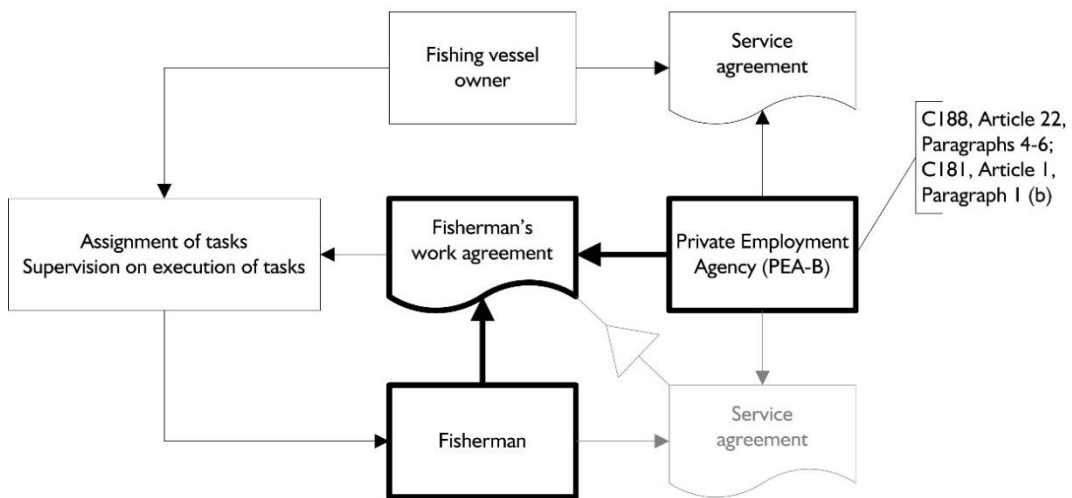 Fishing vessel
owner
Service
agreement
C188, Article 22,
Paragraphs 4-6;
C181, Article 1,
Paragraph 1 (b)
Assignment of tasks
Supervision on execution of tasks
Fisherman’s
work agreement
Private Employment
Agency (PEA-B)
Fisherman
Service
agreement